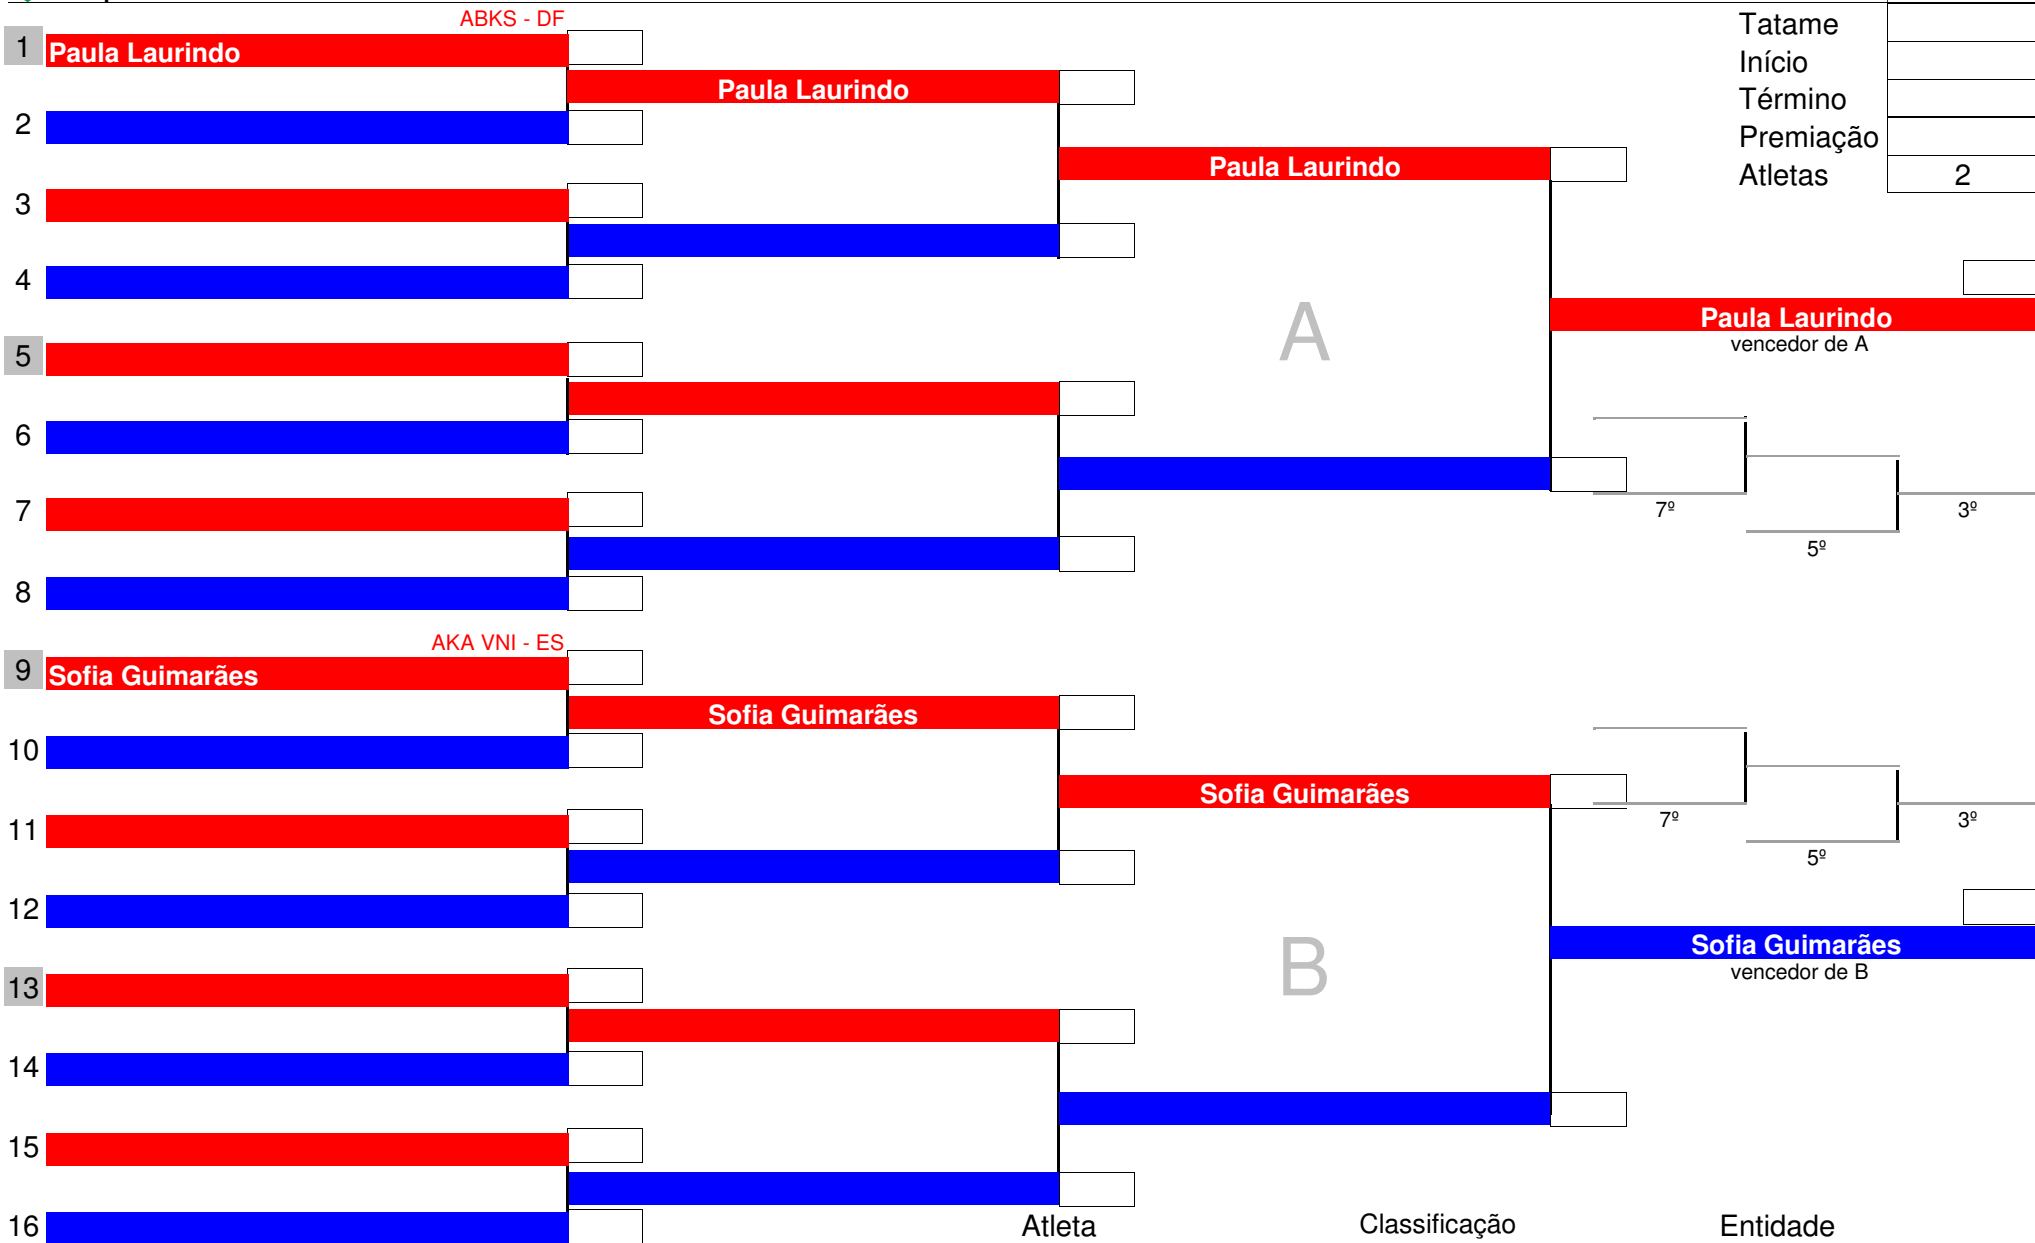 ABKS - DF
Tatame
1 Paula Laurindo
Início
Paula Laurindo
Término
2
Premiação
Paula Laurindo
Atletas 2
3
4
A
Paula Laurindo
vencedor de A
5
6
7
7º
3º
5º
8
AKA VNI - ES
9 Sofia Guimarães
Sofia Guimarães
10
Sofia Guimarães
11
7º
3º
5º
12
B
Sofia Guimarães
vencedor de B
13
14
15
16
Atleta Classificação Entidade